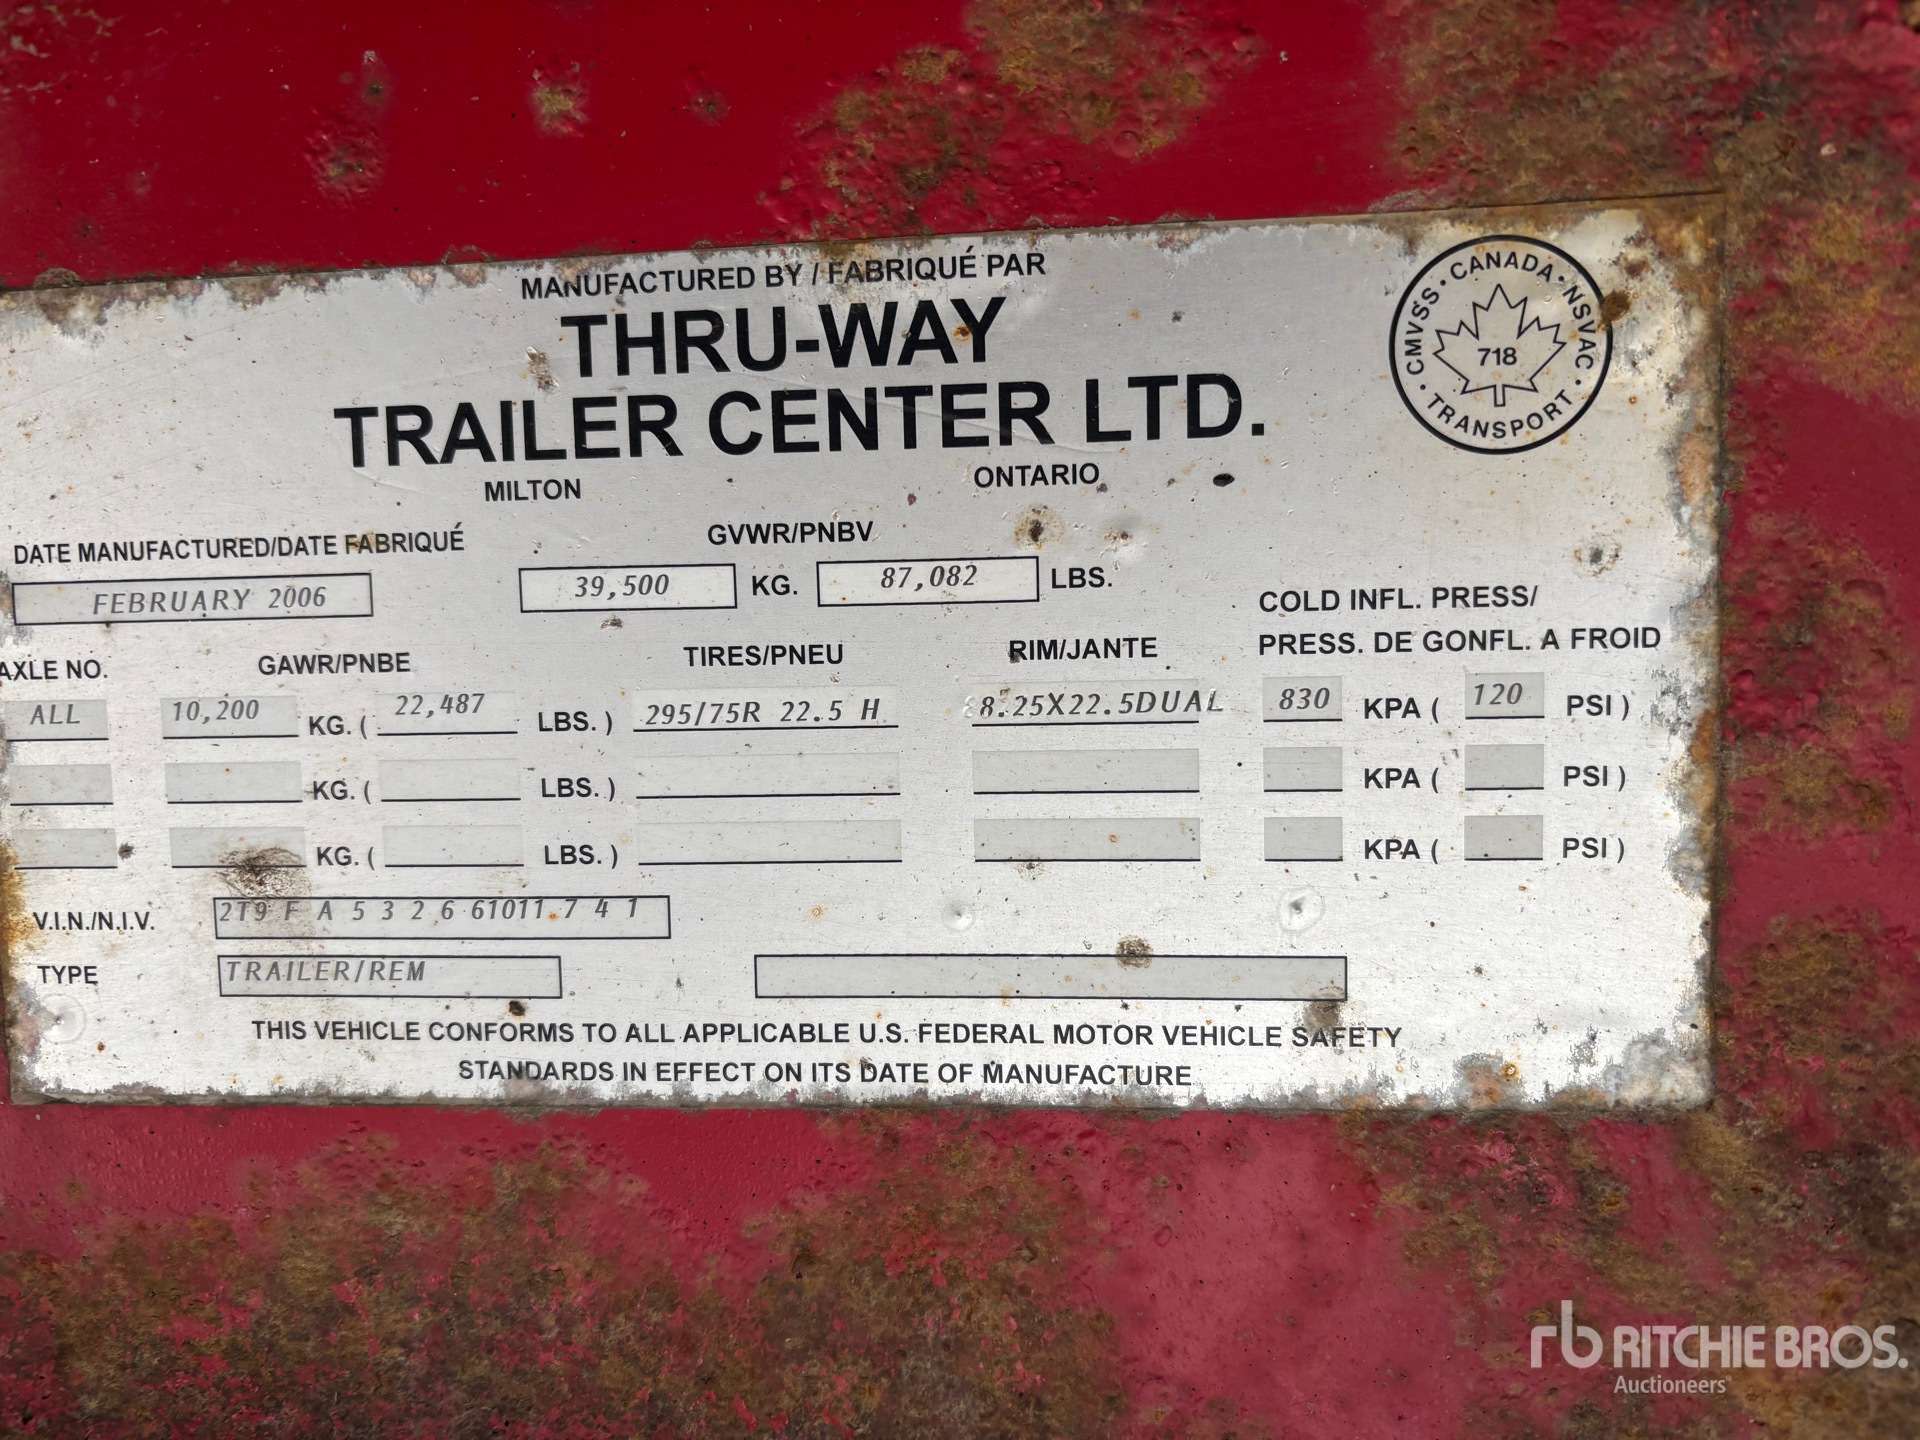 MANUFACTURED BY / FABRIQUÉ PAR
THRU-WAY
TRAILER CENTER LTD.
MILTON ONTARIO
CMVSS · CANADA · NSVAC · TRANSPORT ·
718
DATE MANUFACTURED/DATE FABRIQUÉ GVWR/PNBV
FEBRUARY 2006 39,500 KG. 87,082 LBS.
COLD INFL. PRESS/
AXLE NO. GAWR/PNBE TIRES/PNEU RIM/JANTE PRESS. DE GONFL. A FROID
ALL 10,200 KG. ( 22,487 LBS. ) 295/75R 22.5 H 8.25X22.5DUAL 830 KPA ( 120 PSI )
KG. ( LBS. ) KPA ( PSI )
KG. ( LBS. ) KPA ( PSI )
V.I.N./N.I.V. 2T9 F A 5 3 2 6 61011 7 4 1
TYPE TRAILER/REM
THIS VEHICLE CONFORMS TO ALL APPLICABLE U.S. FEDERAL MOTOR VEHICLE SAFETY
STANDARDS IN EFFECT ON ITS DATE OF MANUFACTURE
rb RITCHIE BROS.
Auctioneers